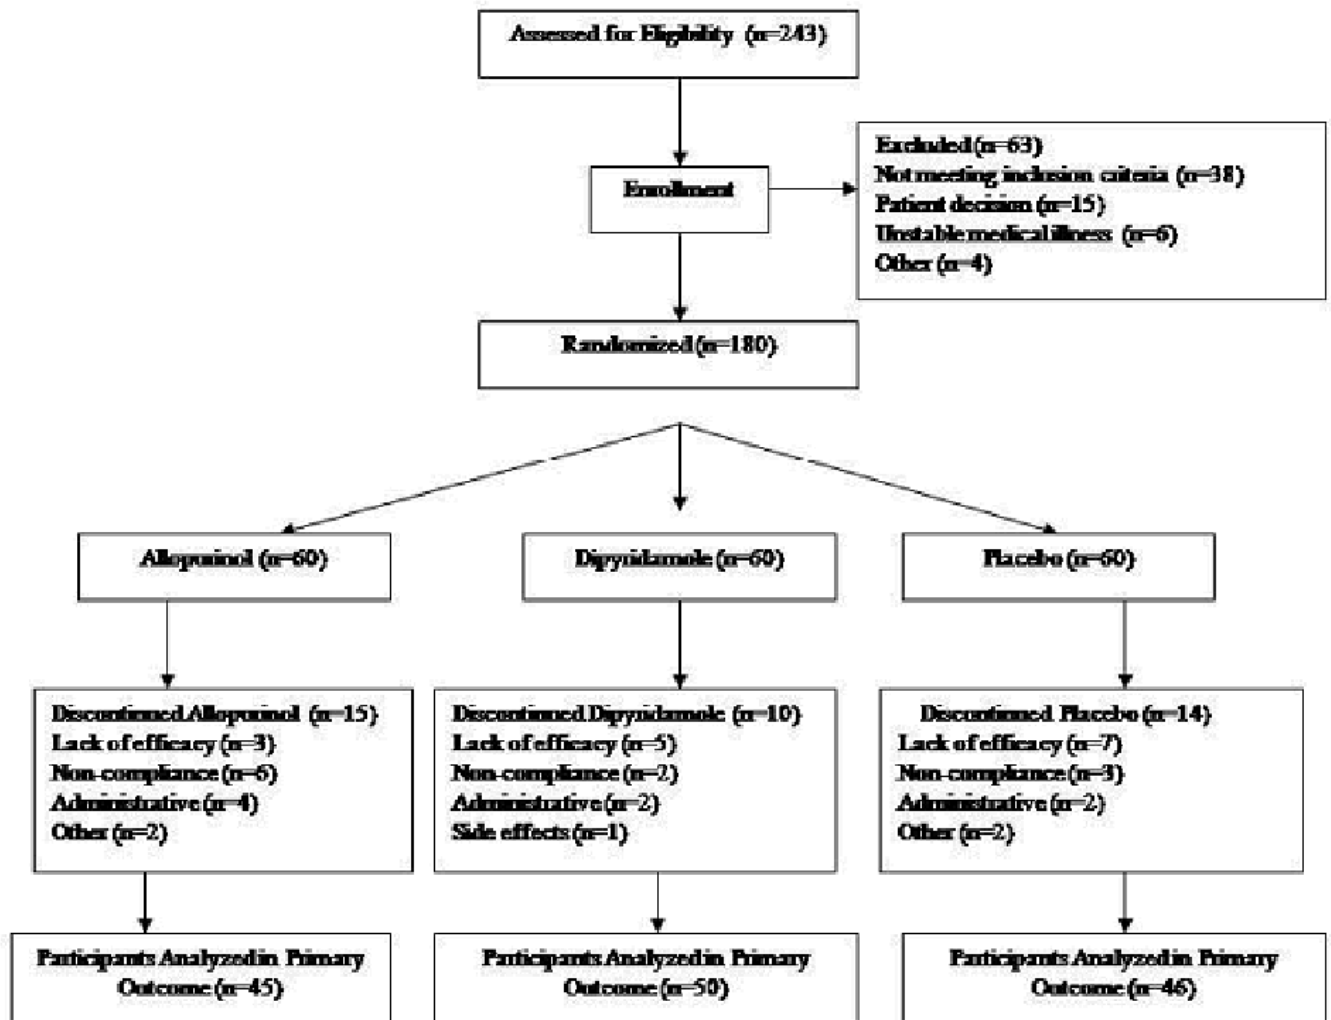 Assessed for Eligibility (n=243)
Enrollment
Excluded (n=63)
Not meeting inclusion criteria (n=38)
Patient decision (n=15)
Unstable medical illness (n=6)
Other (n=4)
Randomized (n=180)
Allopurinol (n=60)
Dipyridamole (n=60)
Placebo (n=60)
Discontinued Allopurinol (n=15)
Lack of efficacy (n=3)
Non-compliance (n=6)
Administrative (n=4)
Other (n=2)
Discontinued Dipyridamole (n=10)
Lack of efficacy (n=5)
Non-compliance (n=2)
Administrative (n=2)
Side effects (n=1)
Discontinued Placebo (n=14)
Lack of efficacy (n=7)
Non-compliance (n=3)
Administrative (n=2)
Other (n=2)
Participants Analyzed in Primary
Outcome (n=45)
Participants Analyzed in Primary
Outcome (n=50)
Participants Analyzed in Primary
Outcome (n=46)